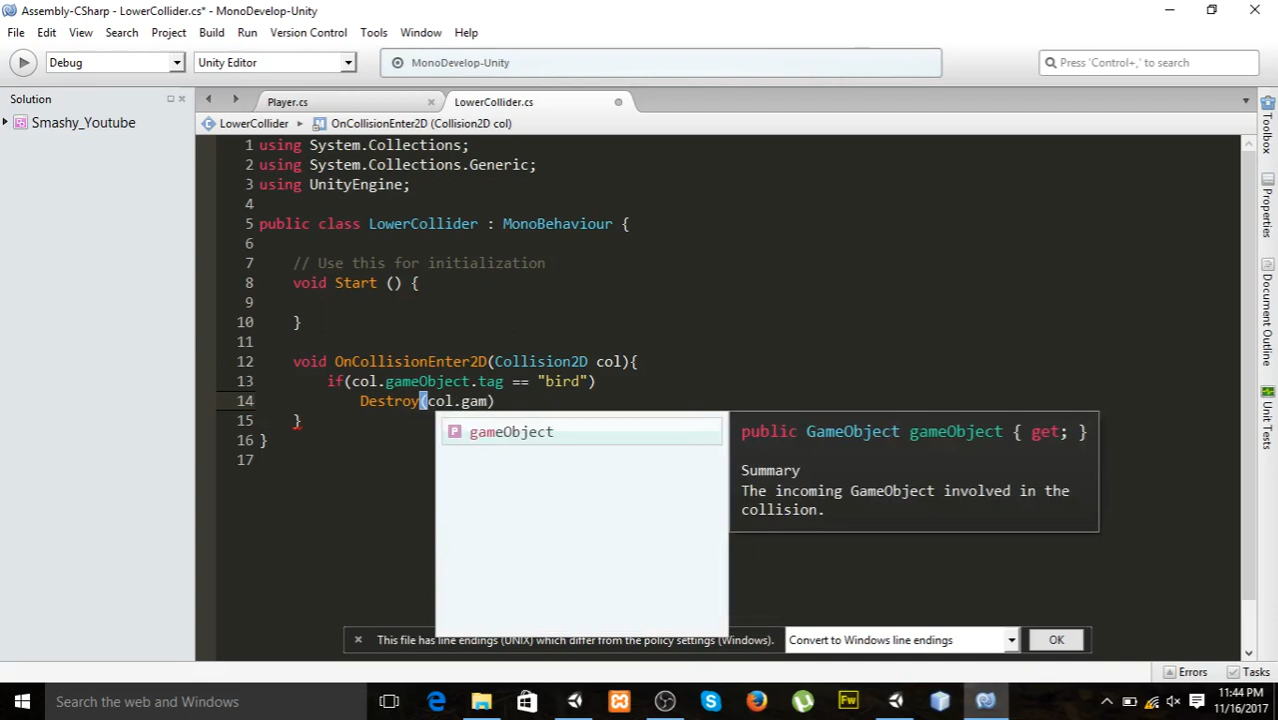 Assembly-CSharp - LowerCollider.cs* - MonoDevelop-Unity
File Edit View Search Project Build Run Version Control Tools Window Help
Debug Unity Editor MonoDevelop-Unity Press 'Control+,' to search
Solution
Smashy_Youtube
Player.cs LowerCollider.cs
LowerCollider OnCollisionEnter2D (Collision2D col)
1 using System.Collections;
2 using System.Collections.Generic;
3 using UnityEngine;
4
5 public class LowerCollider : MonoBehaviour {
6
7 // Use this for initialization
8 void Start () {
9
10 }
11
12 void OnCollisionEnter2D(Collision2D col){
13 if(col.gameObject.tag == "bird")
14 Destroy(col.gam)
15 }
16 }
17
gameObject
public GameObject gameObject { get; }
Summary
The incoming GameObject involved in the
collision.
This file has line endings (UNIX) which differ from the policy settings (Windows). Convert to Windows line endings OK
Toolbox
Properties
Document Outline
Unit Tests
Errors Tasks
Search the web and Windows
Fw
11:44 PM
11/16/2017